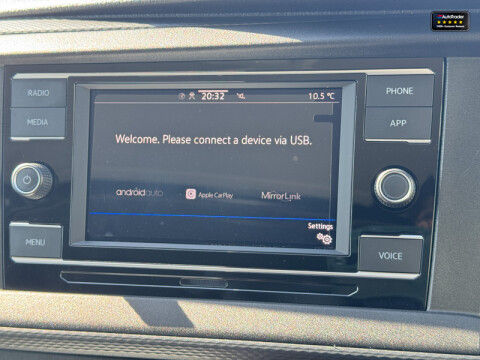 AutoTrader
RADIO
20:32
10.5 °C
PHONE
MEDIA
APP
Welcome. Please connect a device via USB.
androidauto
Apple CarPlay
MirrorLink
Settings
MENU
VOICE